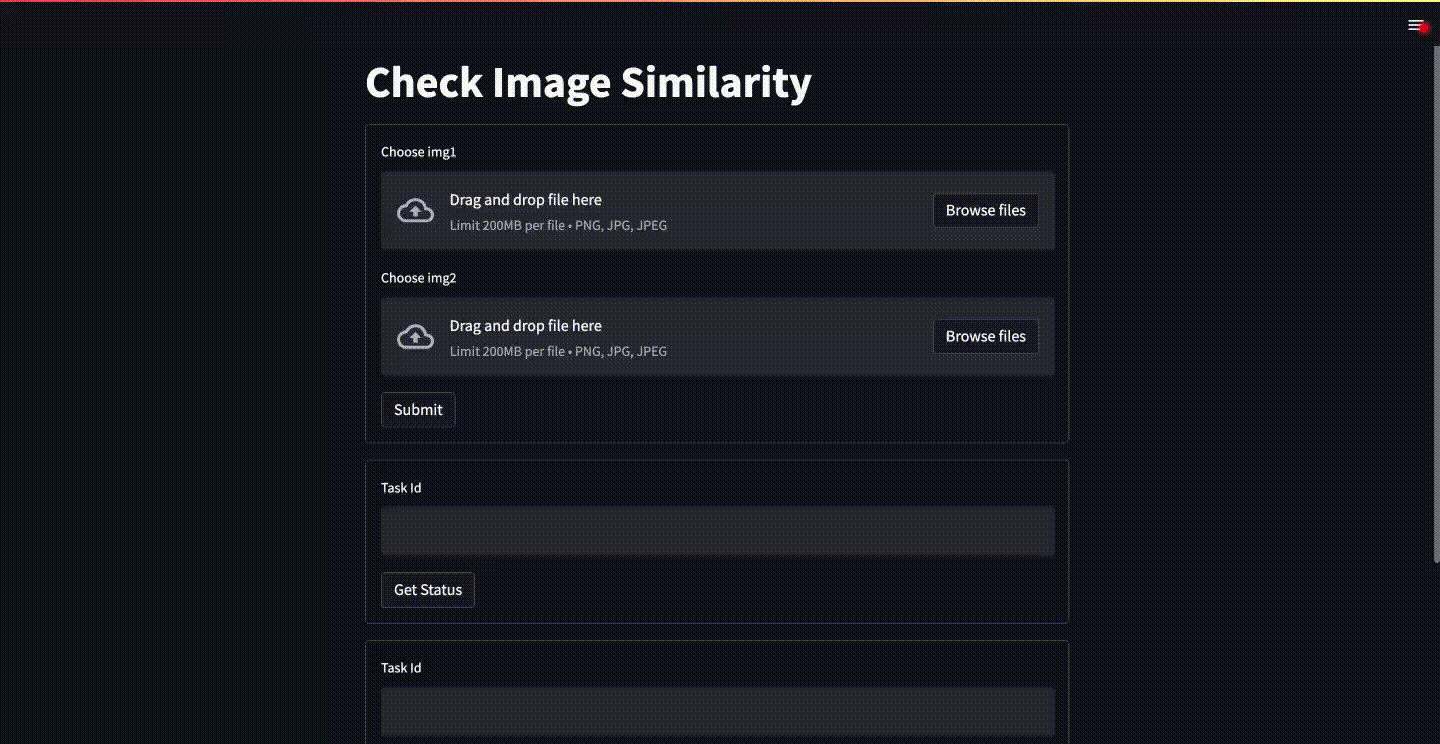 Check Image Similarity
Choose img1
Drag and drop file here
Limit 200MB per file • PNG, JPG, JPEG
Browse files
Choose img2
Drag and drop file here
Limit 200MB per file • PNG, JPG, JPEG
Browse files
Submit
Task Id
Get Status
Task Id